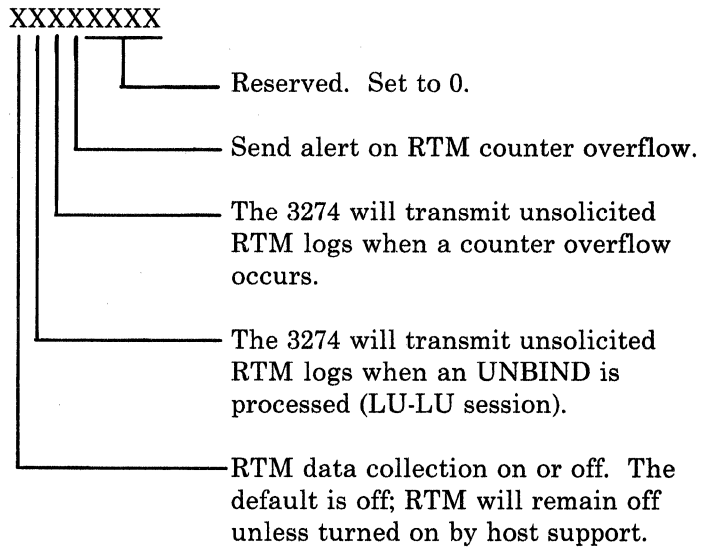 XXXXXXXX
Reserved. Set to 0.
Send alert on RTM counter overflow.
The 3274 will transmit unsolicited
RTM logs when a counter overflow
occurs.
The 3274 will transmit unsolicited
RTM logs when an UNBIND is
processed (LU-LU session).
RTM data collection on or off. The
default is off; RTM will remain off
unless turned on by host support.